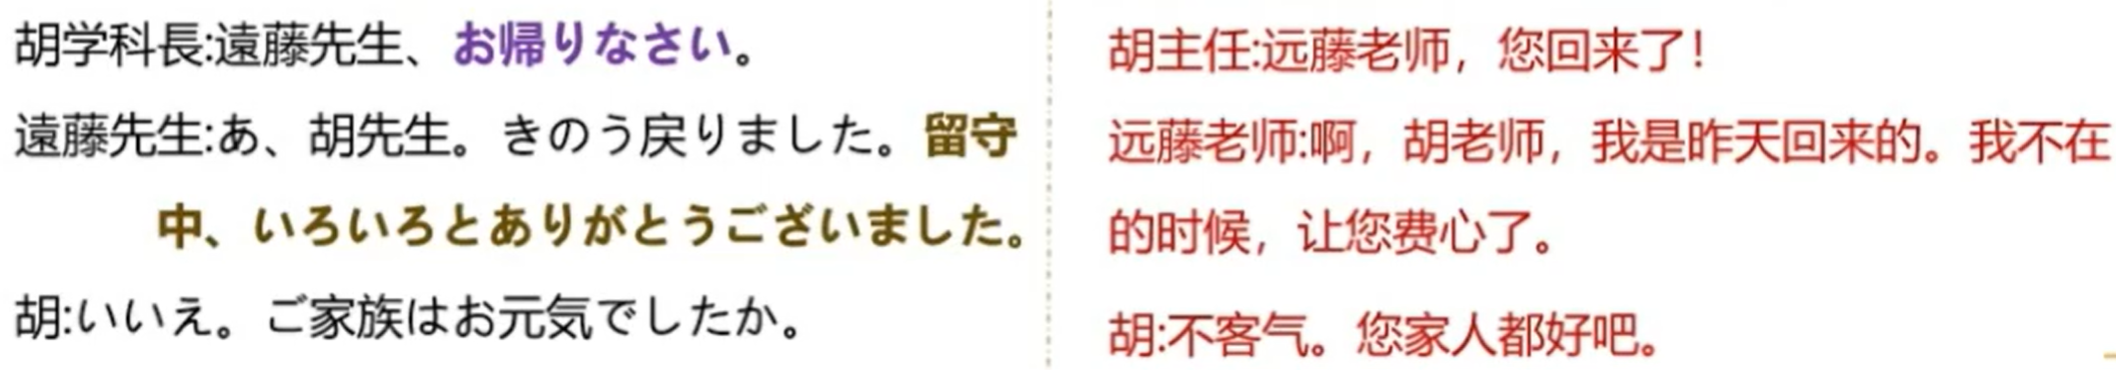 胡学科長:遠藤先生、お帰りなさい。
遠藤先生:あ、胡先生。きのう戻りました。留守
中、いろいろとありがとうございました。
胡:いいえ。ご家族はお元気でしたか。
胡主任:远藤老师，您回来了！
远藤老师:啊，胡老师，我是昨天回来的。我不在
的时候，让您费心了。
胡:不客气。您家人都好吧。